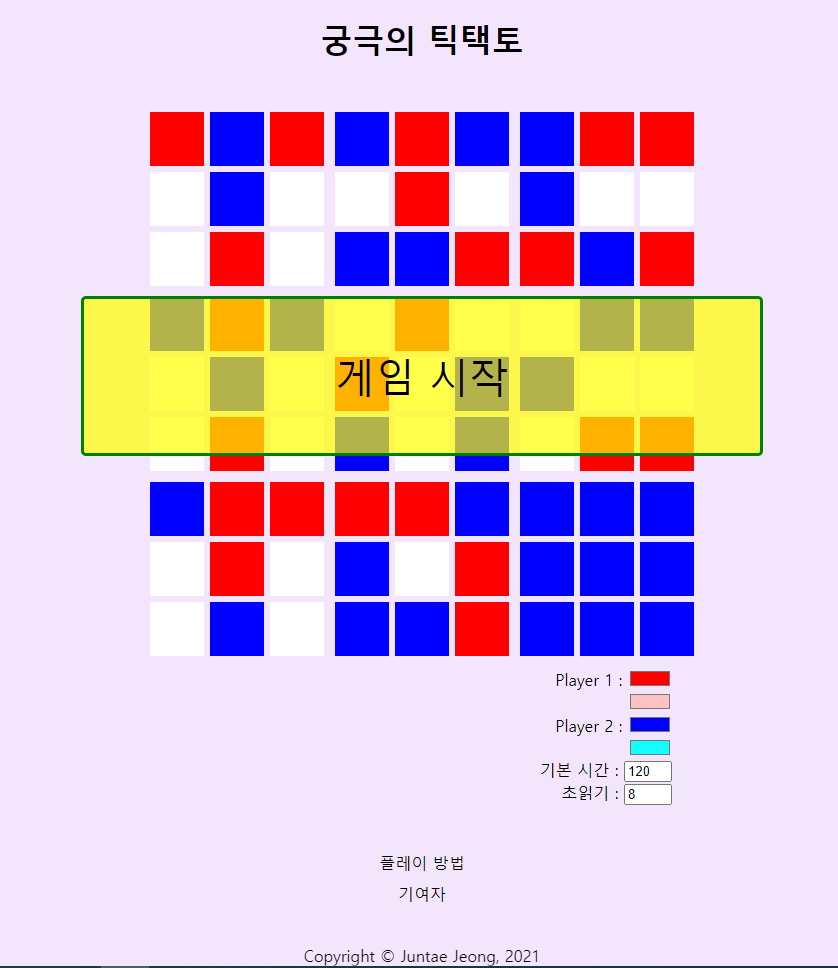 궁극의 틱택토
게임 시작
Player 1 :
Player 2 :
기본 시간 : 120
초읽기 : 8
플레이 방법
기여자
Copyright © Juntae Jeong, 2021